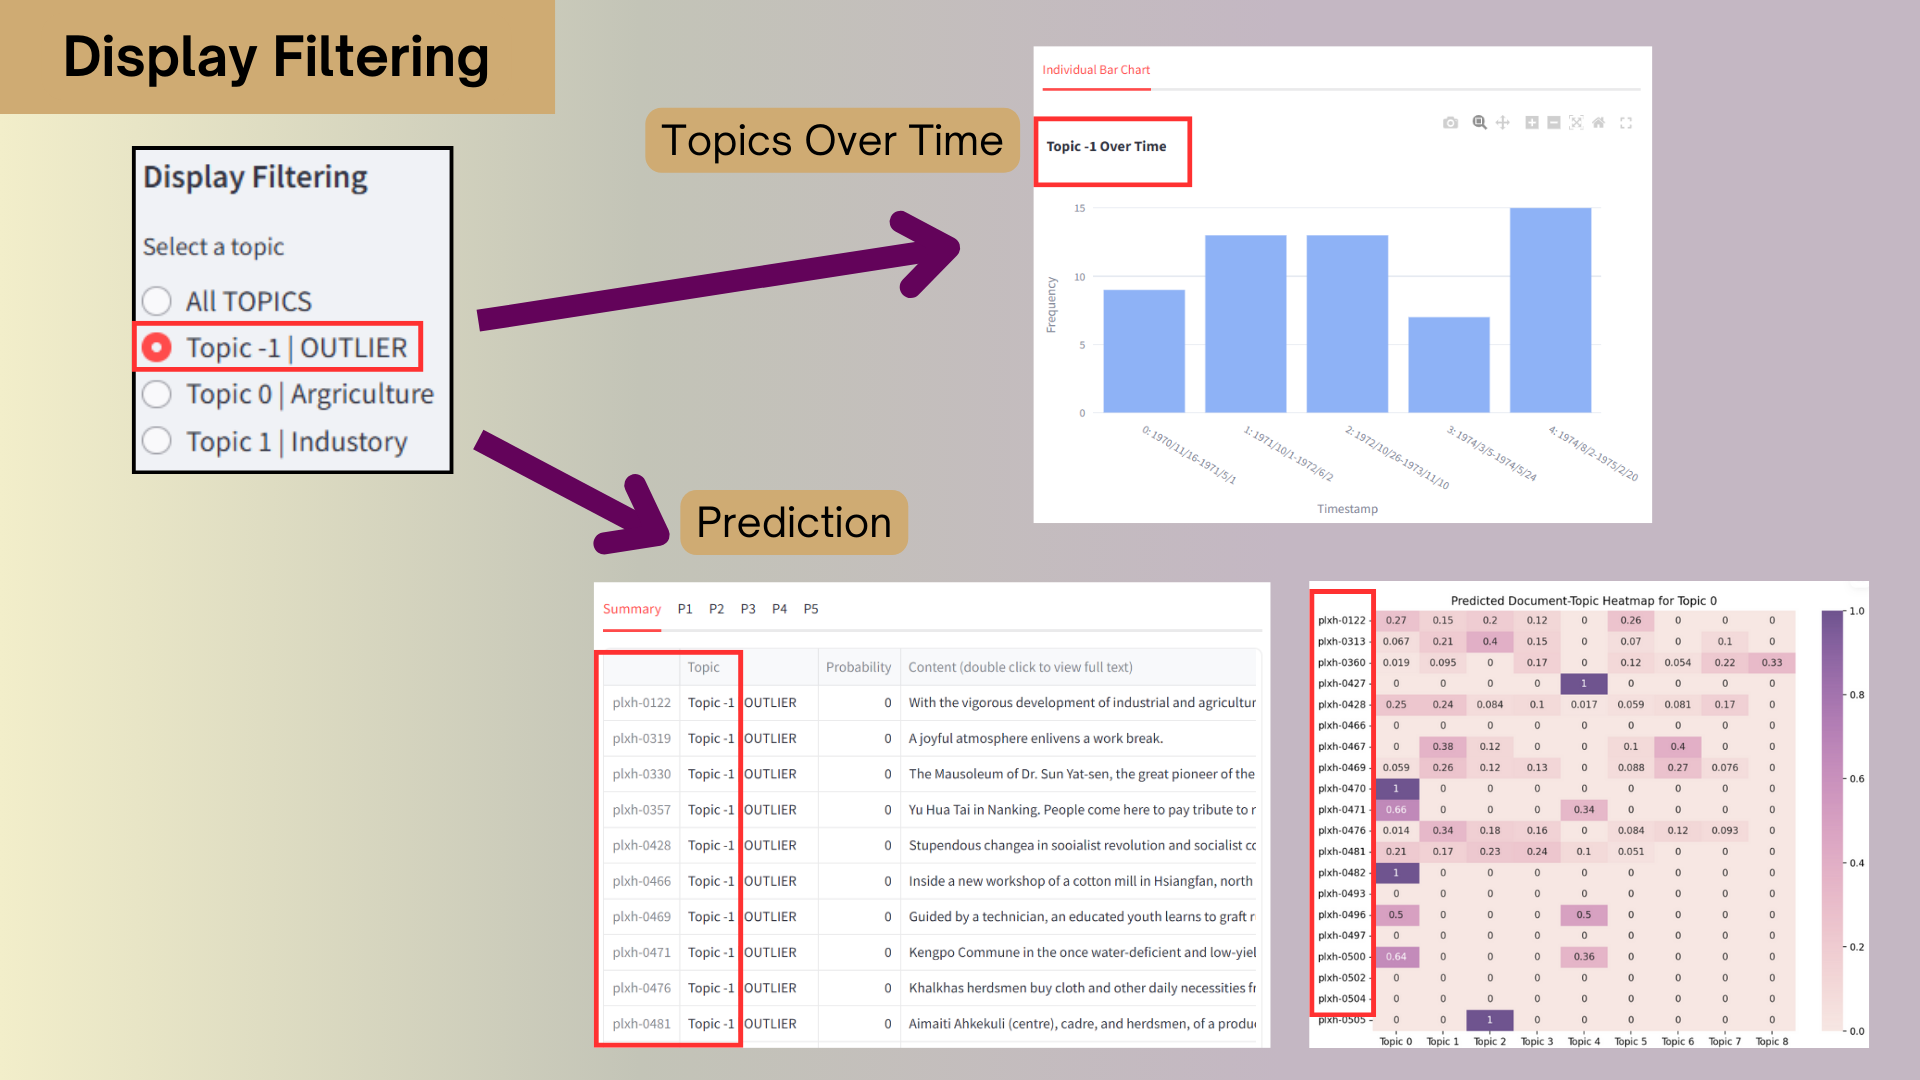 Display Filtering
Display Filtering
Select a topic
All TOPICS
Topic -1 | OUTLIER
Topic 0 | Argriculture
Topic 1 | Industory
Topics Over Time
Individual Bar Chart
Topic -1 Over Time
15
10
5
0
Frequency
0: 1970/11/16-1971/5/1
1: 1971/10/1-1972/6/2
2: 1972/10/26-1973/11/10
3: 1974/3/5-1974/5/24
4: 1974/8/2-1975/2/20
Timestamp
Prediction
Summary P1 P2 P3 P4 P5
Topic Probability Content (double click to view full text)
plxh-0122 Topic -1 OUTLIER 0 With the vigorous development of industrial and agricultur
plxh-0319 Topic -1 OUTLIER 0 A joyful atmosphere enlivens a work break.
plxh-0330 Topic -1 OUTLIER 0 The Mausoleum of Dr. Sun Yat-sen, the great pioneer of the
plxh-0357 Topic -1 OUTLIER 0 Yu Hua Tai in Nanking. People come here to pay tribute to r
plxh-0428 Topic -1 OUTLIER 0 Stupendous changea in sooialist revolution and socialist cc
plxh-0466 Topic -1 OUTLIER 0 Inside a new workshop of a cotton mill in Hsiangfan, north
plxh-0469 Topic -1 OUTLIER 0 Guided by a technician, an educated youth learns to graft r
plxh-0471 Topic -1 OUTLIER 0 Kengpo Commune in the once water-deficient and low-yiel
plxh-0476 Topic -1 OUTLIER 0 Khalkhas herdsmen buy cloth and other daily necessities fr
plxh-0481 Topic -1 OUTLIER 0 Aimaiti Ahkekuli (centre), cadre, and herdsmen, of a produc
Predicted Document-Topic Heatmap for Topic 0
plxh-0122 0.27 0.15 0.2 0.12 0 0.26 0 0 0
plxh-0313 0.067 0.21 0.4 0.15 0 0.07 0 0.1 0
plxh-0360 0.019 0.095 0 0.17 0 0.12 0.054 0.22 0.33
plxh-0427 0 0 0 0 1 0 0 0 0
plxh-0428 0.25 0.24 0.084 0.1 0.017 0.059 0.081 0.17 0
plxh-0466 0 0 0 0 0 0 0 0 0
plxh-0467 0 0.38 0.12 0 0 0.1 0.4 0 0
plxh-0469 0.059 0.26 0.12 0.13 0 0.088 0.27 0.076 0
plxh-0470 1 0 0 0 0 0 0 0 0
plxh-0471 0.66 0 0 0 0.34 0 0 0 0
plxh-0476 0.014 0.34 0.18 0.16 0 0.084 0.12 0.093 0
plxh-0481 0.21 0.17 0.23 0.24 0.1 0.051 0 0 0
plxh-0482 1 0 0 0 0 0 0 0 0
plxh-0493 0 0 0 0 0 0 0 0 0
plxh-0496 0.5 0 0 0 0.5 0 0 0 0
plxh-0497 0 0 0 0 0 0 0 0 0
plxh-0500 0.64 0 0 0 0.36 0 0 0 0
plxh-0502 0 0 0 0 0 0 0 0 0
plxh-0504 0 0 0 0 0 0 0 0 0
plxh-0505 0 0 1 0 0 0 0 0 0
Topic 0 Topic 1 Topic 2 Topic 3 Topic 4 Topic 5 Topic 6 Topic 7 Topic 8
1.0
0.8
0.6
0.4
0.2
0.0